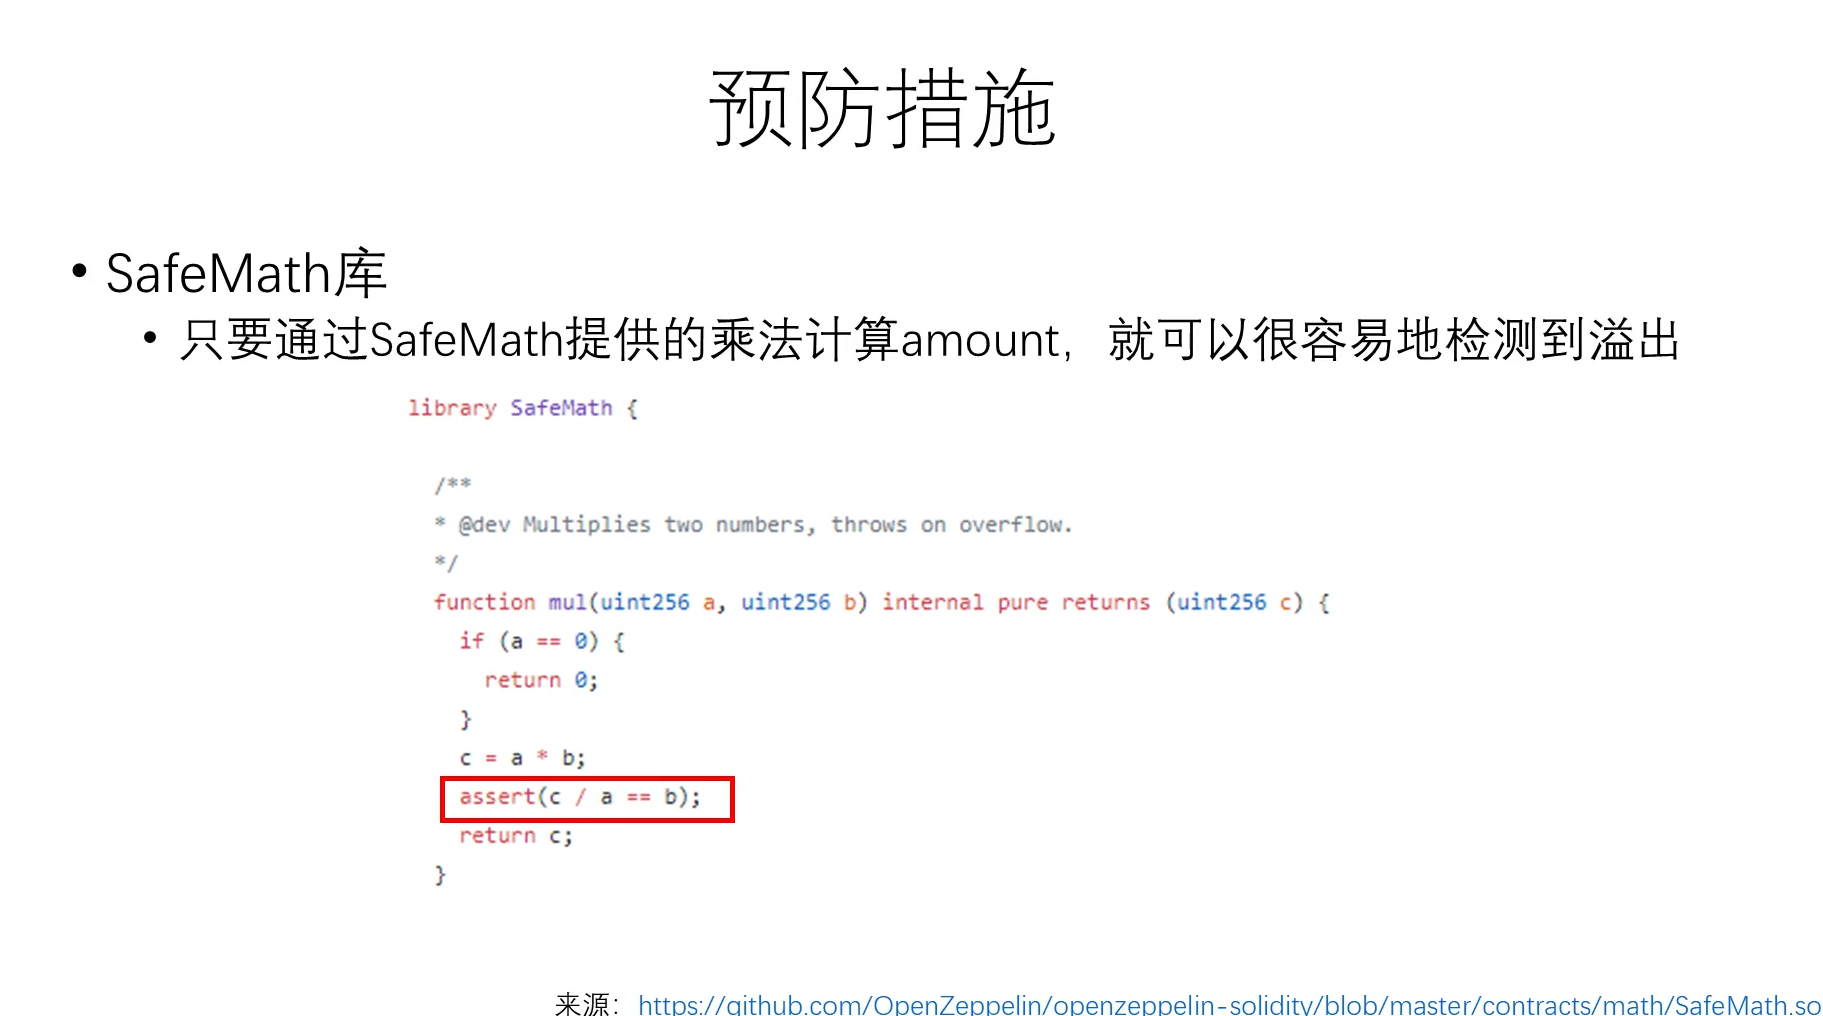 预防措施
• SafeMath库
• 只要通过SafeMath提供的乘法计算amount，就可以很容易地检测到溢出
library SafeMath {
/**
* @dev Multiplies two numbers, throws on overflow.
*/
function mul(uint256 a, uint256 b) internal pure returns (uint256 c) {
if (a == 0) {
return 0;
}
c = a * b;
assert(c / a == b);
return c;
}
来源：https://github.com/OpenZeppelin/openzeppelin-solidity/blob/master/contracts/math/SafeMath.so